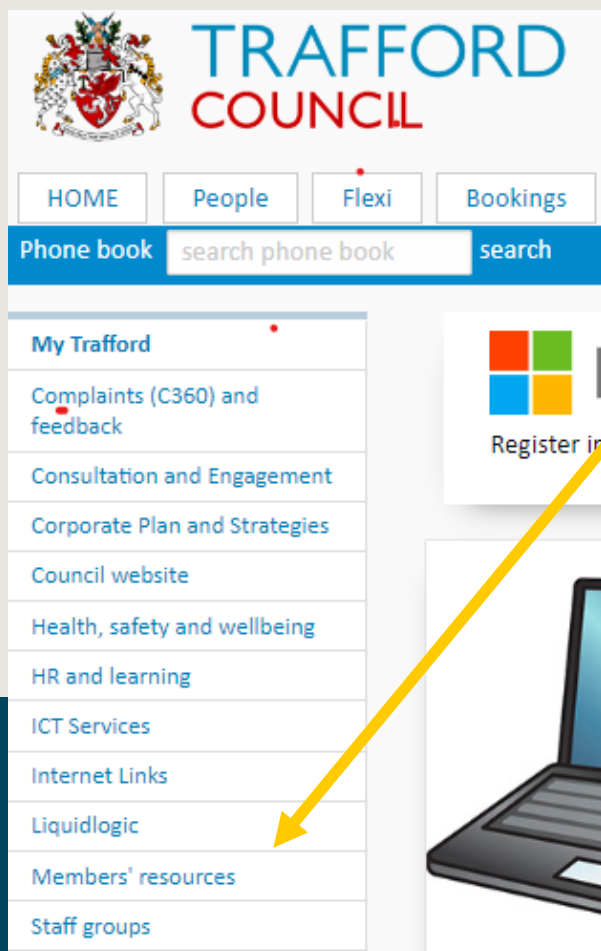 TRAFFORD
COUNCIL
HOME People Flexi Bookings
Phone book search phone book search
My Trafford
Complaints (C360) and
feedback
Consultation and Engagement
Corporate Plan and Strategies
Council website
Health, safety and wellbeing
HR and learning
ICT Services
Internet Links
Liquidlogic
Members' resources
Staff groups
Register